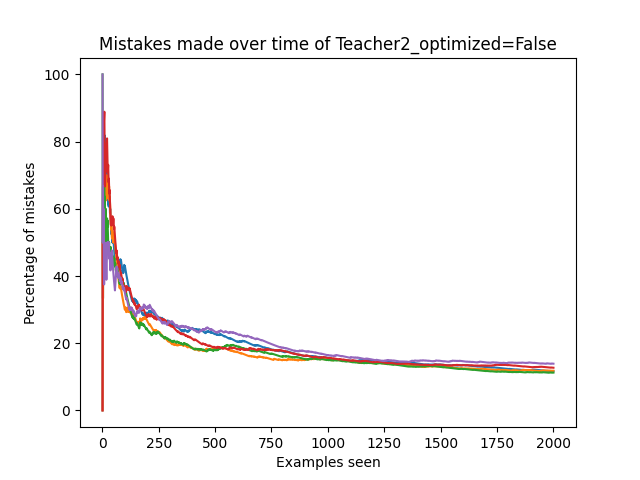 Mistakes made over time of Teacher2_optimized=False
Percentage of mistakes
100
80
60
40
20
0
0 250 500 750 1000 1250 1500 1750 2000
Examples seen